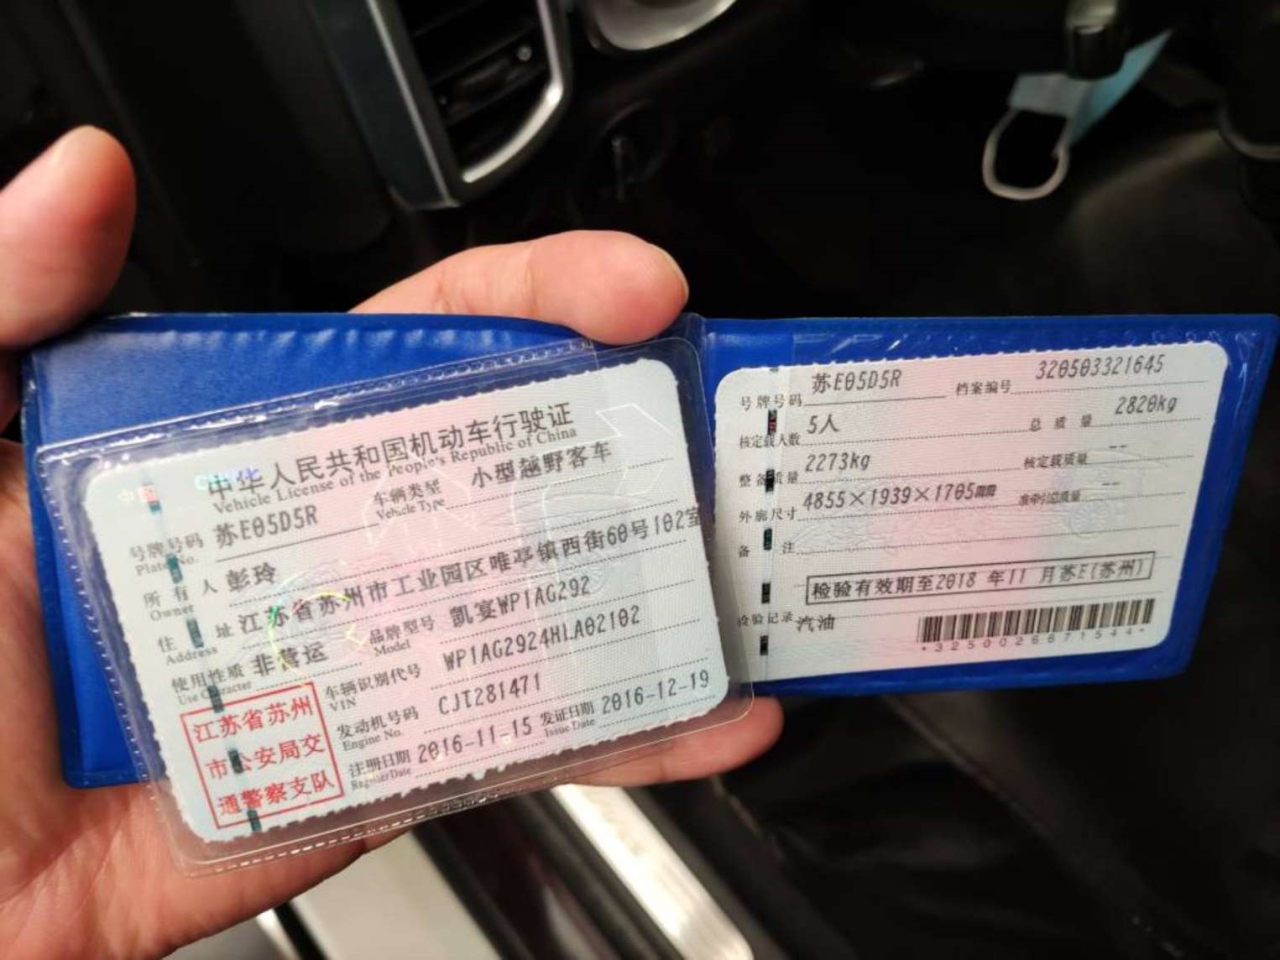 中华人民共和国机动车行驶证
Vehicle License of the People's Republic of China
号牌号码 苏E05D5R 车辆类型 小型越野客车
Plate No. Vehicle Type
所有人 彭玲
Owner
住址 江苏省苏州市工业园区唯亭镇西街60号102室
Address
使用性质 非营运 品牌型号 凯宴WP1AG292
Use Character Model
车辆识别代号 WP1AG2924HLA02102
VIN
发动机号码 CJT281471
Engine No.
注册日期 2016-11-15 发证日期 2016-12-19
Register Date Issue Date
江苏省苏州
市公安局交
通警察支队
号牌号码 苏E05D5R 档案编号 320503321645
核定载人数 5人 总质量 2820kg
整备质量 2273kg 核定载质量 --
外廓尺寸 4855×1939×1705mm 准牵引总质量 --
备注
检验有效期至2018 年11 月苏E(苏州)
检验记录 汽油
*3250026671544*